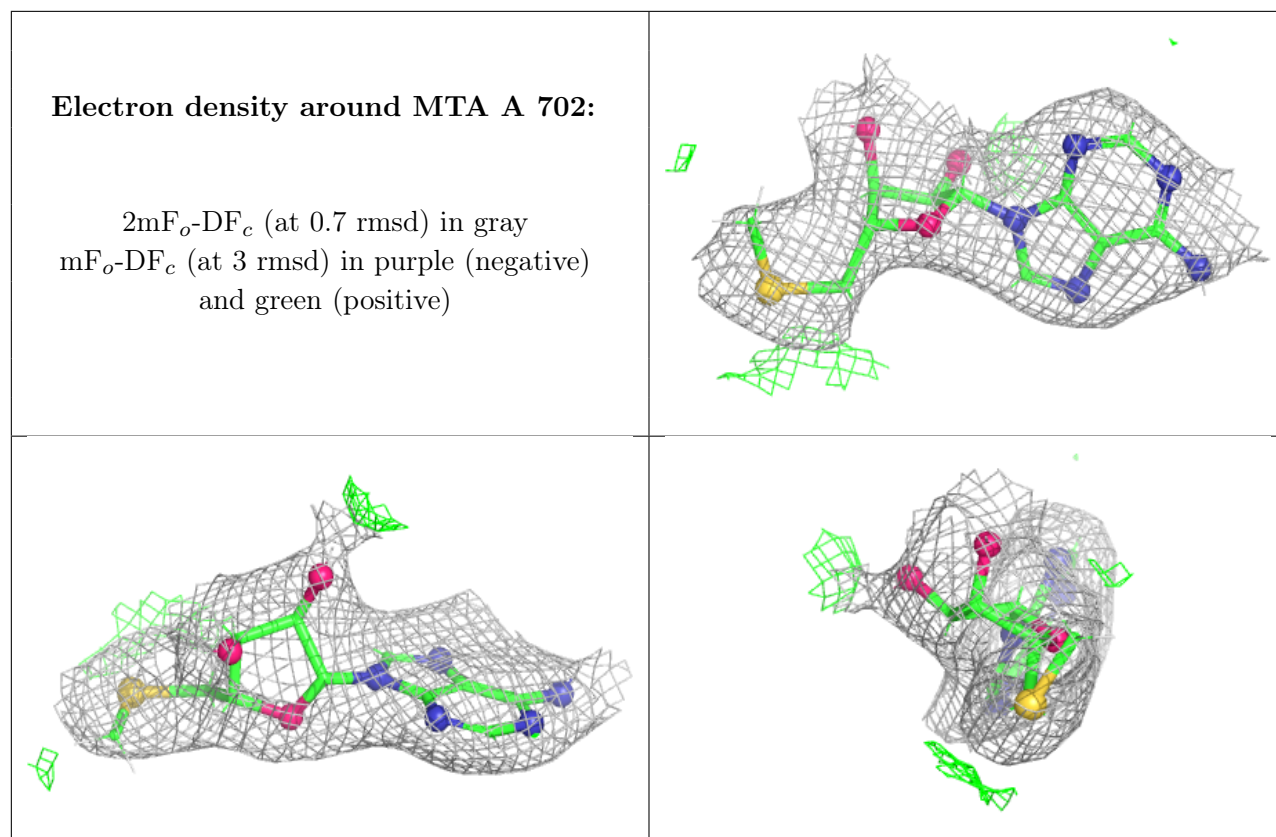 Electron density around MTA A 702:
2mFo-DFc (at 0.7 rmsd) in gray
mFo-DFc (at 3 rmsd) in purple (negative)
and green (positive)